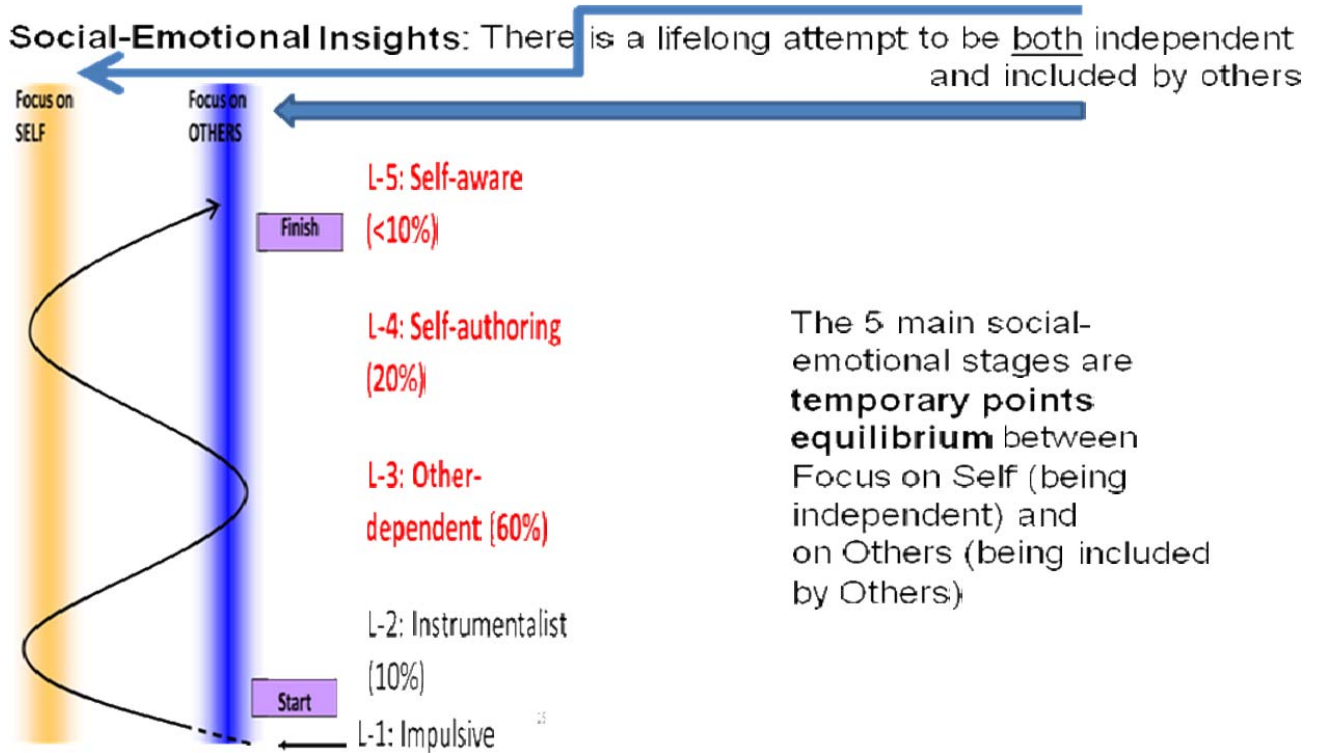 Social-Emotional Insights: There is a lifelong attempt to be both independent
and included by others
Focus on
SELF
Focus on
OTHERS
L-5: Self-aware
(<10%)
Finish
L-4: Self-authoring
(20%)
The 5 main social-
emotional stages are
temporary points
equilibrium between
Focus on Self (being
independent) and
on Others (being included
by Others)
L-3: Other-
dependent (60%)
L-2: Instrumentalist
(10%)
Start
L-1: Impulsive